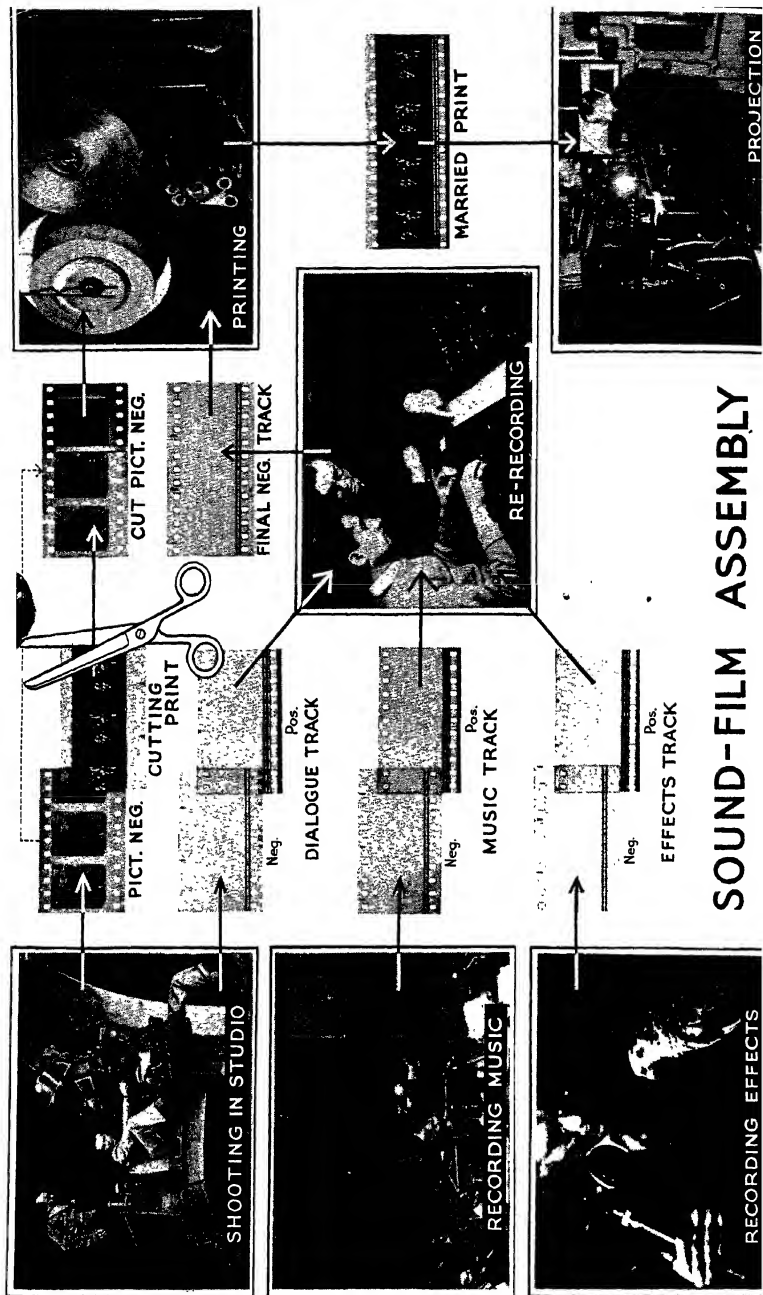 SHOOTING IN STUDIO
PICT. NEG.
CUTTING
PRINT
CUT PICT. NEG.
PRINTING
Neg.
Pos.
DIALOGUE TRACK
FINAL NEG. TRACK
RECORDING MUSIC
Neg.
Pos.
MUSIC TRACK
RE-RECORDING
MARRIED PRINT
RECORDING EFFECTS
Neg.
Pos.
EFFECTS TRACK
PROJECTION
SOUND-FILM ASSEMBLY